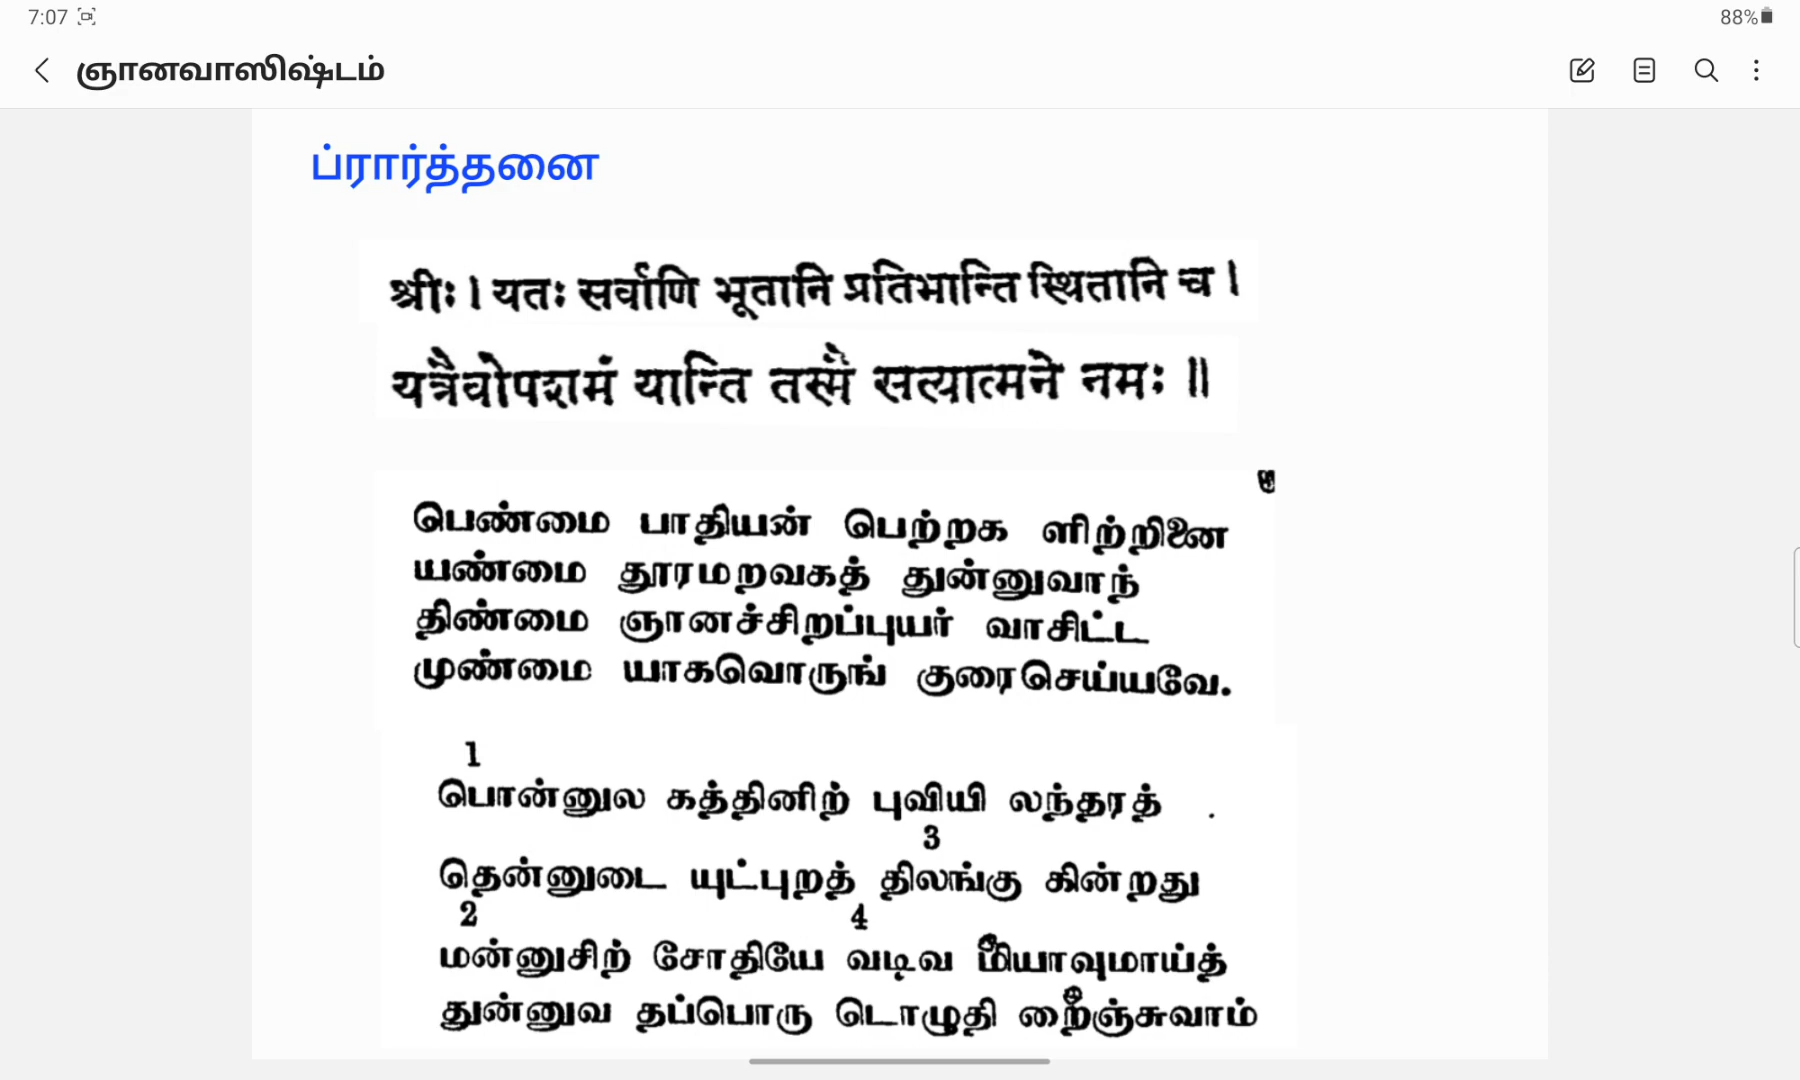 7:07
88%
ஞானவாஸிஷ்டம்
ப்ரார்த்தனை
श्रीः । यतः सर्वाणि भूतानि प्रतिभान्ति स्थितानि च ।
यत्रैवोपशमं यान्ति तस्मै सत्यात्मने नमः ॥
பெண்மை பாதியன் பெற்றக ளிற்றினை
யண்மை தூரமறவகத் துன்னுவாந்
திண்மை ஞானச்சிறப்புயர் வாசிட்ட
முண்மை யாகவொருங் குரைசெய்யவே.
1
பொன்னுல கத்தினிற் புவியி லந்தரத்
3
தென்னுடை யுட்புறத் திலங்கு கின்றது
2 4
மன்னுசிற் சோதியே வடிவ மியாவுமாய்த்
துன்னுவ தப்பொரு டொழுதி றைஞ்சுவாம்